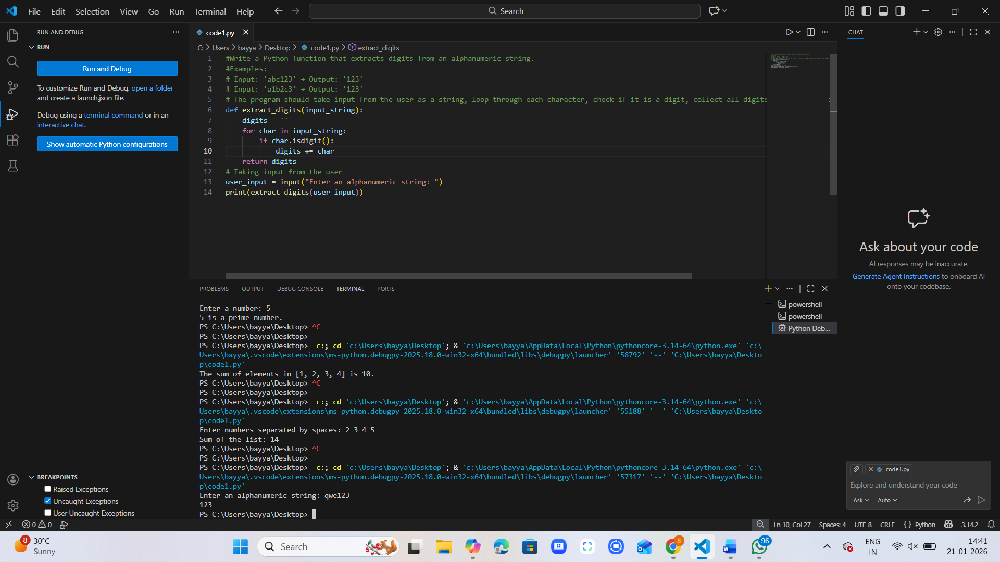 File Edit Selection View Go Run Terminal Help
Search
RUN AND DEBUG
RUN
Run and Debug
To customize Run and Debug, open a folder
and create a launch.json file.
Debug using a terminal command or in an
interactive chat.
Show automatic Python configurations
BREAKPOINTS
Raised Exceptions
Uncaught Exceptions
User Uncaught Exceptions
code1.py
C: > Users > bayya > Desktop > code1.py > extract_digits
1 #Write a Python function that extracts digits from an alphanumeric string.
2 #Examples:
3 # Input: 'abc123' → Output: '123'
4 # Input: 'a1b2c3' → Output: '123'
5 # The program should take input from the user as a string, loop through each character, check if it is a digit, collect all digits
6 def extract_digits(input_string):
7     digits = ''
8     for char in input_string:
9         if char.isdigit():
10             digits += char
11     return digits
12 # Taking input from the user
13 user_input = input("Enter an alphanumeric string: ")
14 print(extract_digits(user_input))
PROBLEMS OUTPUT DEBUG CONSOLE TERMINAL PORTS
Enter a number: 5
5 is a prime number.
PS C:\Users\bayya\Desktop> ^C
PS C:\Users\bayya\Desktop>
PS C:\Users\bayya\Desktop>  c:; cd 'c:\Users\bayya\Desktop'; & 'c:\Users\bayya\AppData\Local\Python\pythoncore-3.14-64\python.exe' 'c:\
Users\bayya\.vscode\extensions\ms-python.debugpy-2025.18.0-win32-x64\bundled\libs\debugpy\launcher' '58792' '--' 'C:\Users\bayya\Deskto
p\code1.py'
The sum of elements in [1, 2, 3, 4] is 10.
PS C:\Users\bayya\Desktop> ^C
PS C:\Users\bayya\Desktop>
PS C:\Users\bayya\Desktop>  c:; cd 'c:\Users\bayya\Desktop'; & 'c:\Users\bayya\AppData\Local\Python\pythoncore-3.14-64\python.exe' 'c:\
Users\bayya\.vscode\extensions\ms-python.debugpy-2025.18.0-win32-x64\bundled\libs\debugpy\launcher' '55188' '--' 'C:\Users\bayya\Deskto
p\code1.py'
Enter numbers separated by spaces: 2 3 4 5
Sum of the list: 14
PS C:\Users\bayya\Desktop> ^C
PS C:\Users\bayya\Desktop>
PS C:\Users\bayya\Desktop>  c:; cd 'c:\Users\bayya\Desktop'; & 'c:\Users\bayya\AppData\Local\Python\pythoncore-3.14-64\python.exe' 'c:\
Users\bayya\.vscode\extensions\ms-python.debugpy-2025.18.0-win32-x64\bundled\libs\debugpy\launcher' '57317' '--' 'C:\Users\bayya\Deskto
p\code1.py'
Enter an alphanumeric string: qwe123
123
PS C:\Users\bayya\Desktop>
powershell
powershell
Python Deb...
CHAT
Ask about your code
AI responses may be inaccurate.
Generate Agent Instructions to onboard AI
onto your codebase.
code1.py
Explore and understand your code
Ask Auto
0 0
Ln 10, Col 27 Spaces: 4 UTF-8 CRLF { } Python 3.14.2
8
30°C
Sunny
Search
S
96
ENG
IN
14:41
21-01-2026